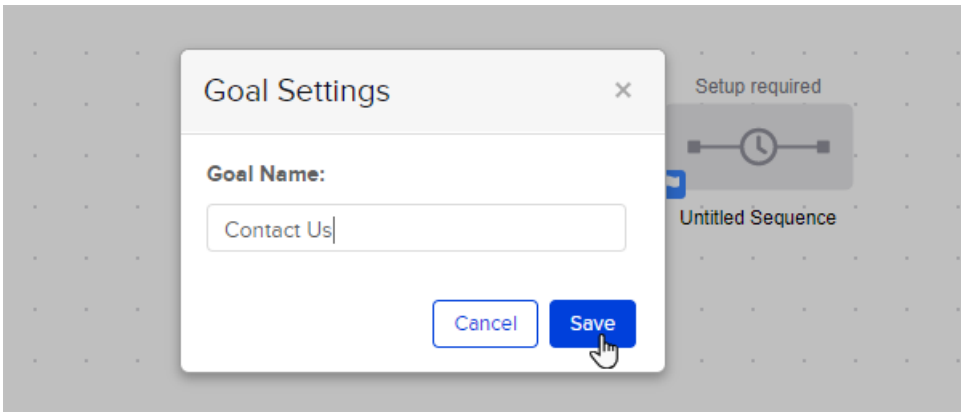 Goal Settings
×
Setup required
Goal Name:
Contact Us
Untitled Sequence
Cancel
Save